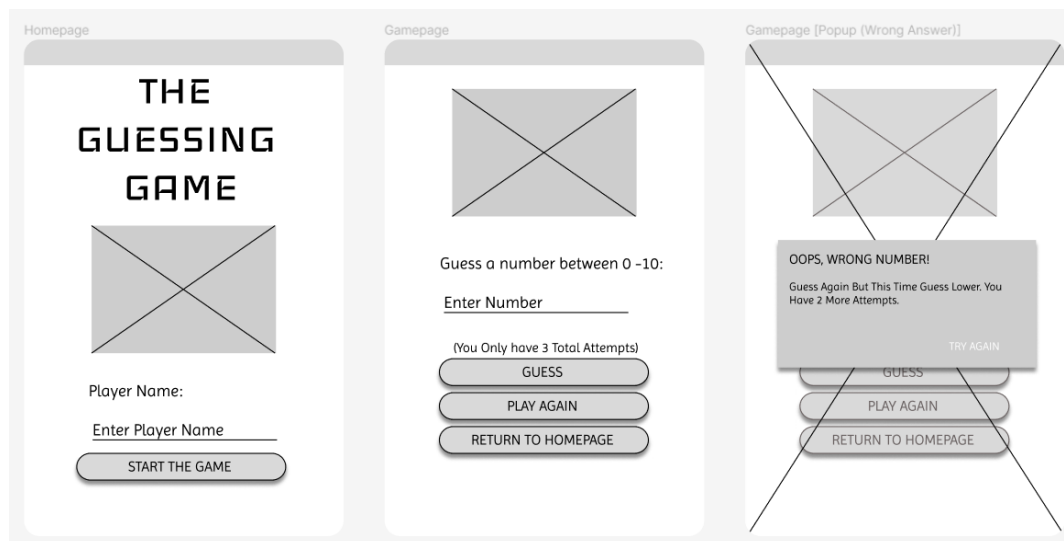 Homepage
THE
GUESSING
GAME
Player Name:
Enter Player Name
START THE GAME
Gamepage
Guess a number between 0 -10:
Enter Number
(You Only have 3 Total Attempts)
GUESS
PLAY AGAIN
RETURN TO HOMEPAGE
Gamepage [Popup (Wrong Answer)]
OOPS, WRONG NUMBER!
Guess Again But This Time Guess Lower. You
Have 2 More Attempts.
TRY AGAIN
GUESS
PLAY AGAIN
RETURN TO HOMEPAGE